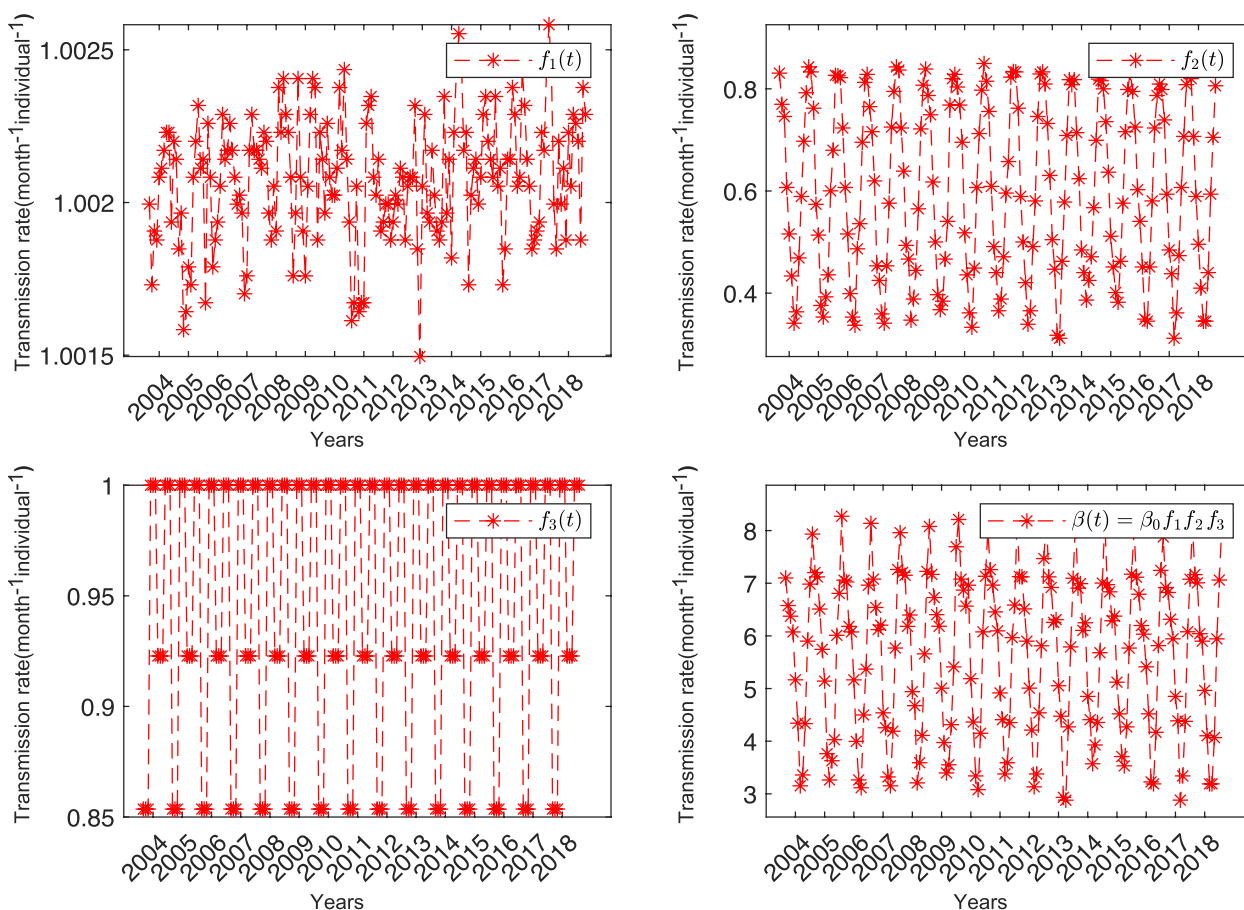 1.0025
1.002
1.0015
Transmission rate(month⁻¹individual⁻¹)
f₁(t)
2004 2005 2006 2007 2008 2009 2010 2011 2012 2013 2014 2015 2016 2017 2018
Years
0.8
0.6
0.4
Transmission rate(month⁻¹individual⁻¹)
f₂(t)
2004 2005 2006 2007 2008 2009 2010 2011 2012 2013 2014 2015 2016 2017 2018
Years
1
0.95
0.9
0.85
Transmission rate(month⁻¹individual⁻¹)
f₃(t)
2004 2005 2006 2007 2008 2009 2010 2011 2012 2013 2014 2015 2016 2017 2018
Years
8
7
6
5
4
3
Transmission rate(month⁻¹individual⁻¹)
β(t) = β₀f₁f₂f₃
2004 2005 2006 2007 2008 2009 2010 2011 2012 2013 2014 2015 2016 2017 2018
Years